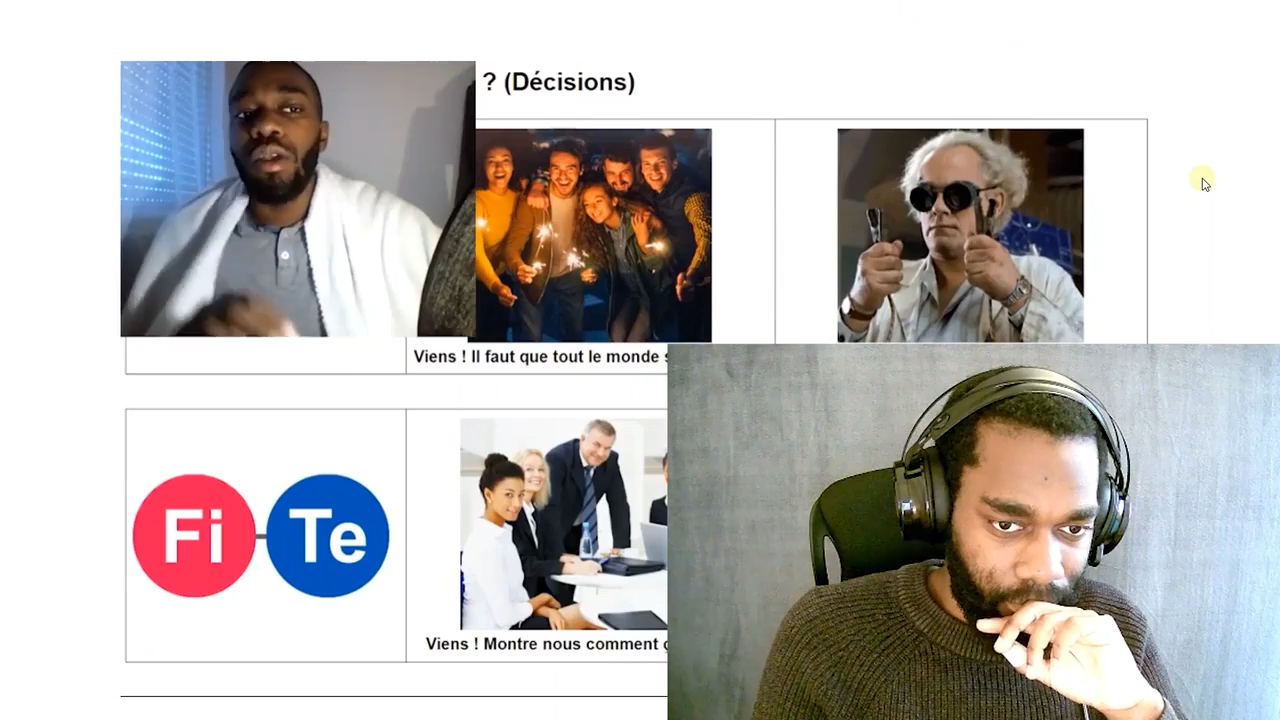 ? (Décisions)
Viens ! Il faut que tout le monde
Fi
Te
Viens ! Montre nous comment